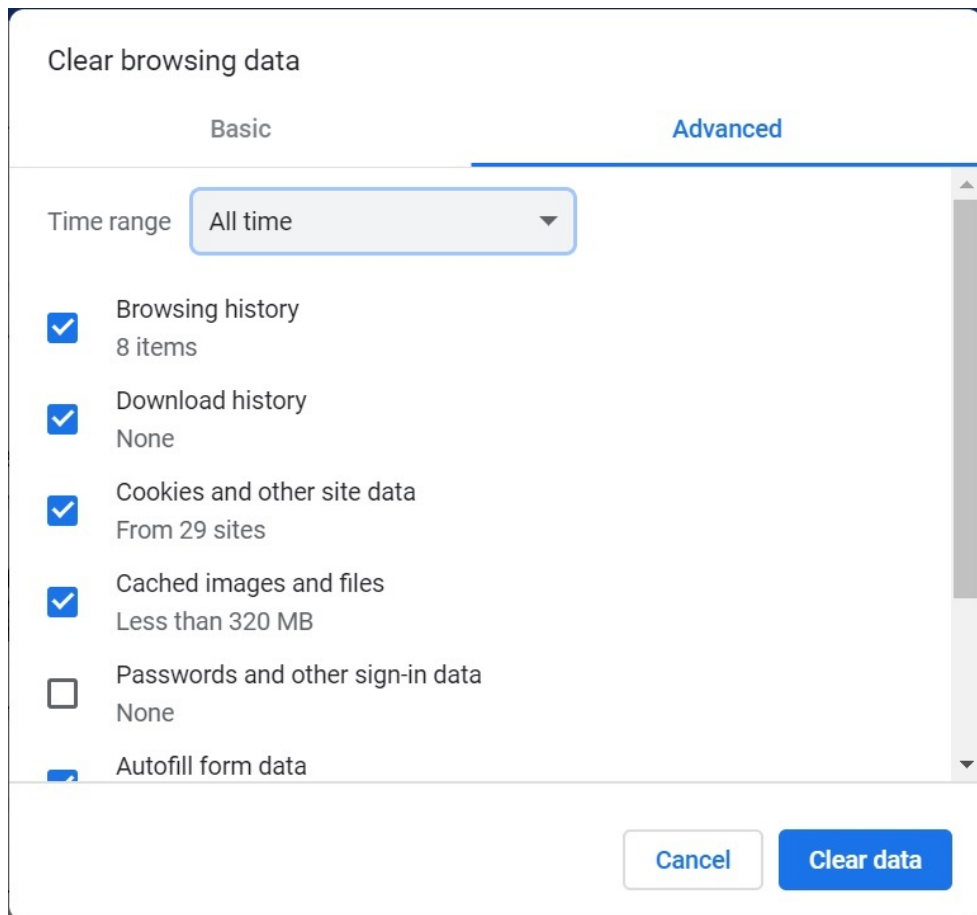 Clear browsing data
Basic
Advanced
Time range
All time
Browsing history
8 items
Download history
None
Cookies and other site data
From 29 sites
Cached images and files
Less than 320 MB
Passwords and other sign-in data
None
Autofill form data
Cancel
Clear data